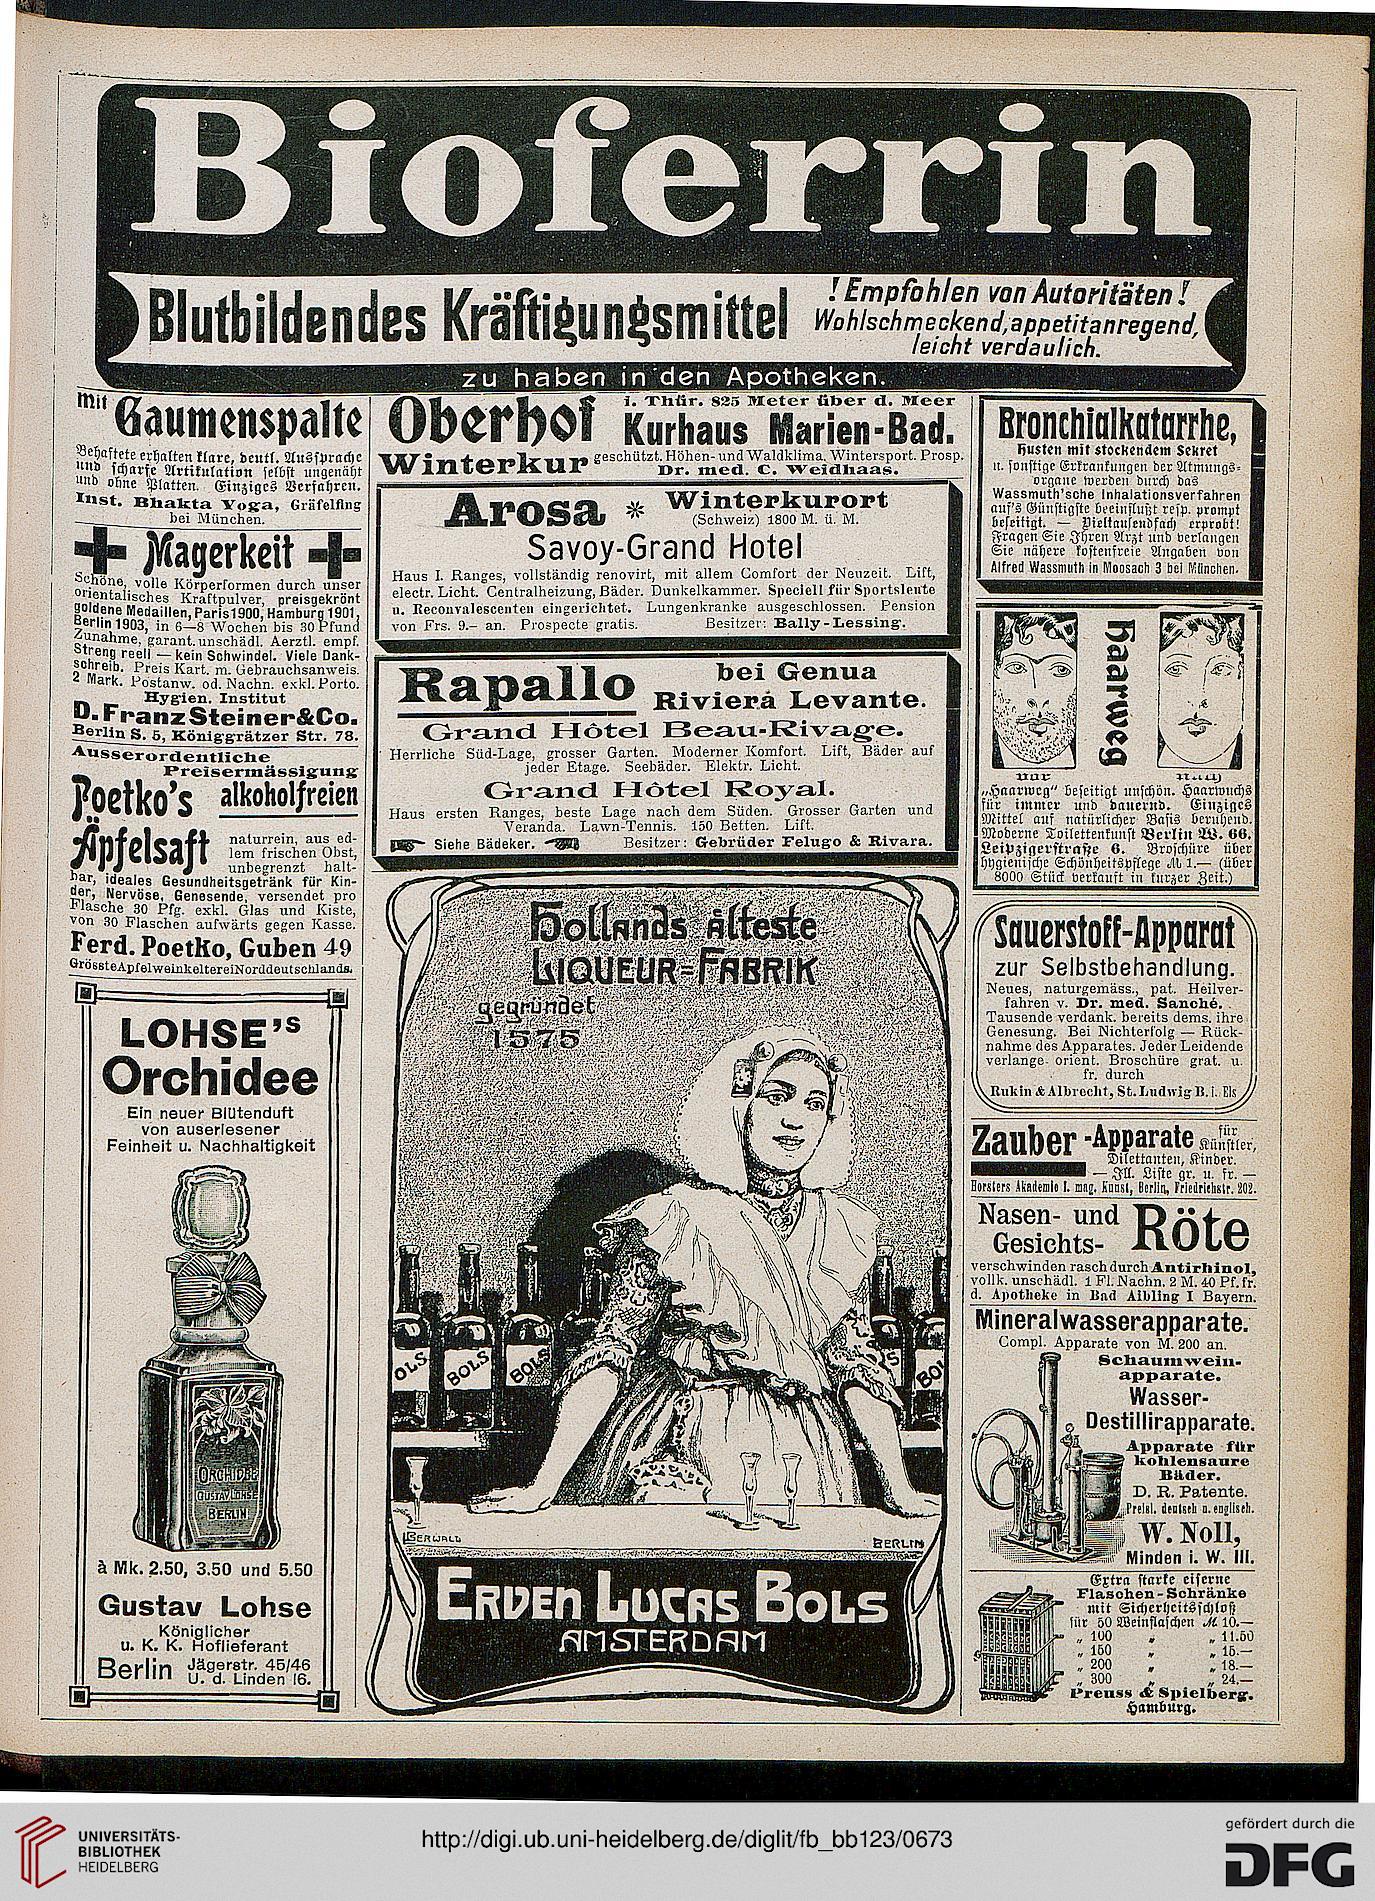 Bioferrin
Blutbildendes Kräftigungsmittel
! Empfohlen von Autoritäten !
Wohlschmeckend, appetitanregend,
leicht verdaulich.
zu haben in den Apotheken.
mit Gaumenspalte
Behaftete erhalten klare, deutl. Aussprache
und scharfe Artikulation selbst ungenäht
und ohne Platten. Einziges Verfahren.
Inst. Bhakta Yoga, Gräfelfing
bei München.
Magerkeit
Schöne, volle Körperformen durch unser
orientalisches Kraftpulver, preisgekrönt
goldene Medaillen, Paris 1900, Hamburg 1901,
Berlin 1903, in 6—8 Wochen bis 30 Pfund
Zunahme, garant. unschädl. Aerztl. empf.
Streng reell — kein Schwindel. Viele Dank-
schreib. Preis Kart. m. Gebrauchsanweis.
2 Mark. Postanw. od. Nachn. exkl. Porto.
Hygien. Institut
D. Franz Steiner & Co.
Berlin S. 5, Königgrätzer Str. 78.
Ausserordentliche
Preisermässigung
Poetko's alkoholfreien
Äpfelsaft
naturrein, aus ed-
lem frischen Obst,
unbegrenzt halt-
bar, ideales Gesundheitsgetränk für Kin-
der, Nervöse, Genesende, versendet pro
Flasche 30 Pfg. exkl. Glas und Kiste,
von 30 Flaschen aufwärts gegen Kasse.
Ferd. Poetko, Guben 49
Grösste Apfelweinkelterei Norddeutschlands.
LOHSE'S
Orchidee
Ein neuer Blütenduft
von auserlesener
Feinheit u. Nachhaltigkeit
ORCHIDEE
GUSTAV LOHSE
BERLIN
à Mk. 2.50, 3.50 und 5.50
Gustav Lohse
Königlicher
u. K. K. Hoflieferant
Berlin Jägerstr. 45/46
U. d. Linden 16.
Oberhof
i. Thür. 825 Meter über d. Meer
Kurhaus Marien-Bad.
Winterkur geschützt. Höhen- und Waldklima. Wintersport. Prosp.
Dr. med. C. Weidhaas.
Arosa * Winterkurort
(Schweiz) 1800 M. ü. M.
Savoy-Grand Hotel
Haus I. Ranges, vollständig renovirt, mit allem Comfort der Neuzeit. Lift,
electr. Licht. Centralheizung, Bäder. Dunkelkammer. Speciell für Sportsleute
u. Reconvalescenten eingerichtet. Lungenkranke ausgeschlossen. Pension
von Frs. 9.— an. Prospecte gratis. Besitzer: Bally-Lessing.
Rapallo bei Genua
Riviera Levante.
Grand Hôtel Beau-Rivage.
Herrliche Süd-Lage, grosser Garten. Moderner Komfort. Lift, Bäder auf
jeder Etage. Seebäder. Elektr. Licht.
Grand Hôtel Royal.
Haus ersten Ranges, beste Lage nach dem Süden. Grosser Garten und
Veranda. Lawn-Tennis. 150 Betten. Lift.
Siehe Bädeker. Besitzer: Gebrüder Felugo & Rivara.
Hollands älteste
LIQUEUR-FABRIK
gegründet
1575
BOLS
BOLS
BOLS
BOLS
BERWALD
BERLIN
ERVEN LUCAS BOLS
AMSTERDAM
Bronchialkatarrhe,
Husten mit stockendem Sekret
u. sonstige Erkrankungen der Atmungs-
organe werden durch das
Wassmuth'sche Inhalationsverfahren
auf's Günstigste beeinflußt resp. prompt
beseitigt. — Vieltausendfach erprobt!
Fragen Sie Ihren Arzt und verlangen
Sie nähere kostenfreie Angaben von
Alfred Wassmuth in Moosach 3 bei München.
Haarweg
vor
nach
„Haarweg" beseitigt unschön. Haarwuchs
für immer und dauernd. Einziges
Mittel auf natürlicher Basis beruhend.
Moderne Toilettenkunst Berlin W. 66.
Leipzigerstraße 6. Broschüre über
hygienische Schönheitspflege M 1.— (über
8000 Stück verkauft in kurzer Zeit.)
Sauerstoff-Apparat
zur Selbstbehandlung.
Neues, naturgemäss., pat. Heilver-
fahren v. Dr. med. Sanché.
Tausende verdank. bereits dems. ihre
Genesung. Bei Nichterfolg — Rück-
nahme des Apparates. Jeder Leidende
verlange orient. Broschüre grat. u.
fr. durch
Rukin & Albrecht, St. Ludwig B. i. Els
Zauber-Apparate für
Künstler,
Dilettanten, Kinder.
— Ill. Liste gr. u. fr. —
Horsters Akademie f. mag. Kunst, Berlin, Friedrichstr. 202.
Nasen- und
Gesichts- Röte
verschwinden rasch durch Antirhinol,
vollk. unschädl. 1 Fl. Nachn. 2 M. 40 Pf. fr.
d. Apotheke in Bad Aibling I Bayern.
Mineralwasserapparate.
Compl. Apparate von M. 200 an.
Schaumwein-
apparate.
Wasser-
Destillirapparate.
Apparate für
kohlensaure
Bäder.
D. R. Patente.
Preisl. deutsch u. englisch.
W. Noll,
Minden i. W. III.
Extra starke eiserne
Flaschen-Schränke
mit Sicherheitsschloß
für 50 Weinflaschen M. 10.—
„ 100 „ „ 11.50
„ 150 „ „ 15.—
„ 200 „ „ 18.—
„ 300 „ „ 24.—
Preuss & Spielberg.
Hamburg.
UNIVERSITÄTS-
BIBLIOTHEK
HEIDELBERG
http://digi.ub.uni-heidelberg.de/diglit/fb_bb123/0673
gefördert durch die
DFG